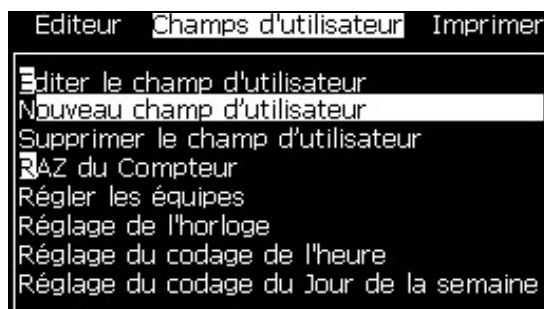 Editeur Champs d'utilisateur Imprimer
Editer le champ d'utilisateur
Nouveau champ d'utilisateur
Supprimer le champ d'utilisateur
RAZ du Compteur
Régler les équipes
Réglage de l'horloge
Réglage du codage de l'heure
Réglage du codage du Jour de la semaine